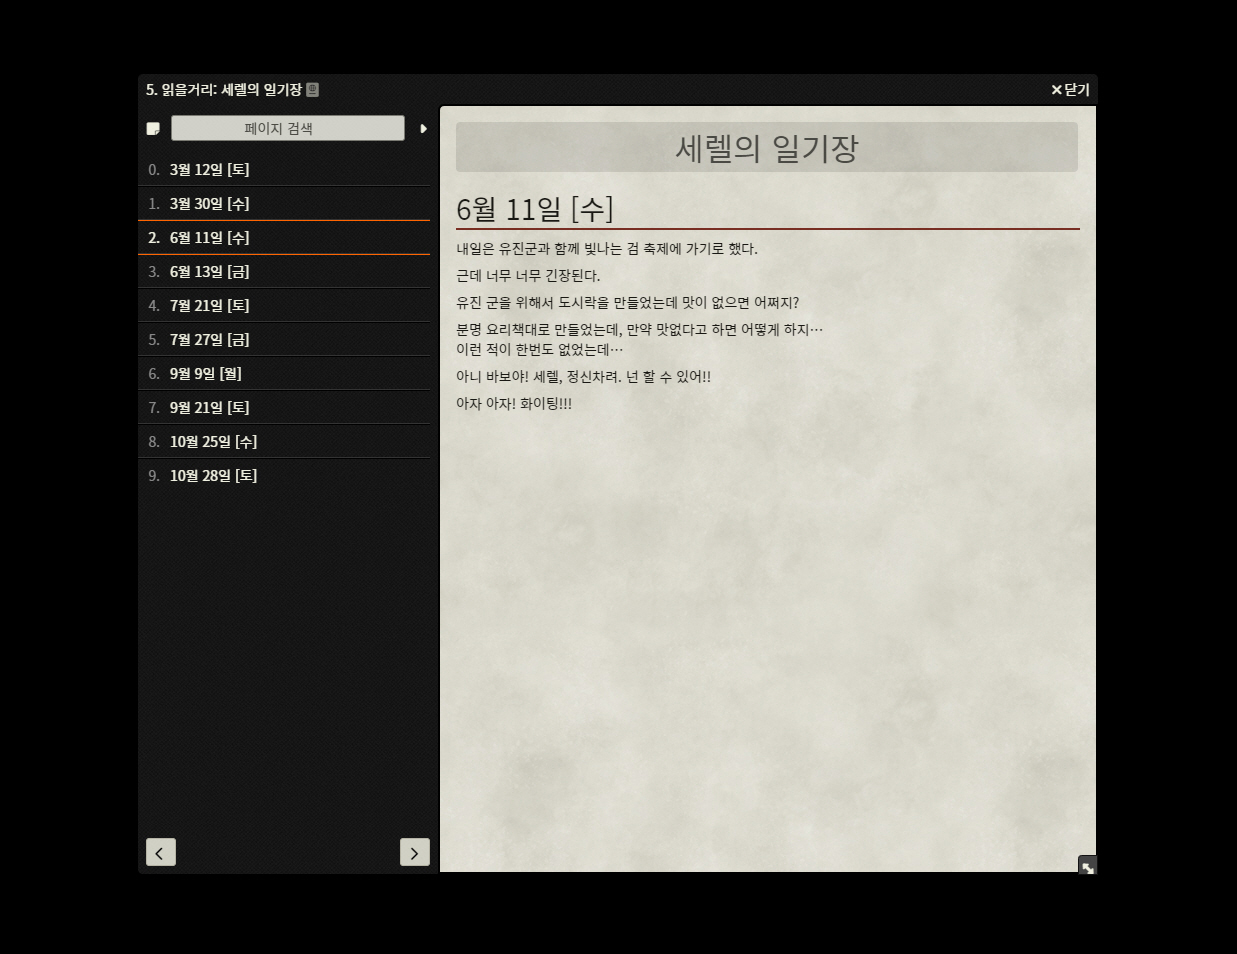 5. 읽을거리: 세렐의 일기장
닫기
페이지 검색
0. 3월 12일 [토]
1. 3월 30일 [수]
2. 6월 11일 [수]
3. 6월 13일 [금]
4. 7월 21일 [토]
5. 7월 27일 [금]
6. 9월 9일 [월]
7. 9월 21일 [토]
8. 10월 25일 [수]
9. 10월 28일 [토]
세렐의 일기장
6월 11일 [수]
내일은 유진군과 함께 빛나는 검 축제에 가기로 했다.
근데 너무 너무 긴장된다.
유진 군을 위해서 도시락을 만들었는데 맛이 없으면 어쩌지?
분명 요리책대로 만들었는데, 만약 맛없다고 하면 어떻게 하지…
이런 적이 한번도 없었는데…
아니 바보야! 세렐, 정신차려. 넌 할 수 있어!!
아자 아자! 화이팅!!!